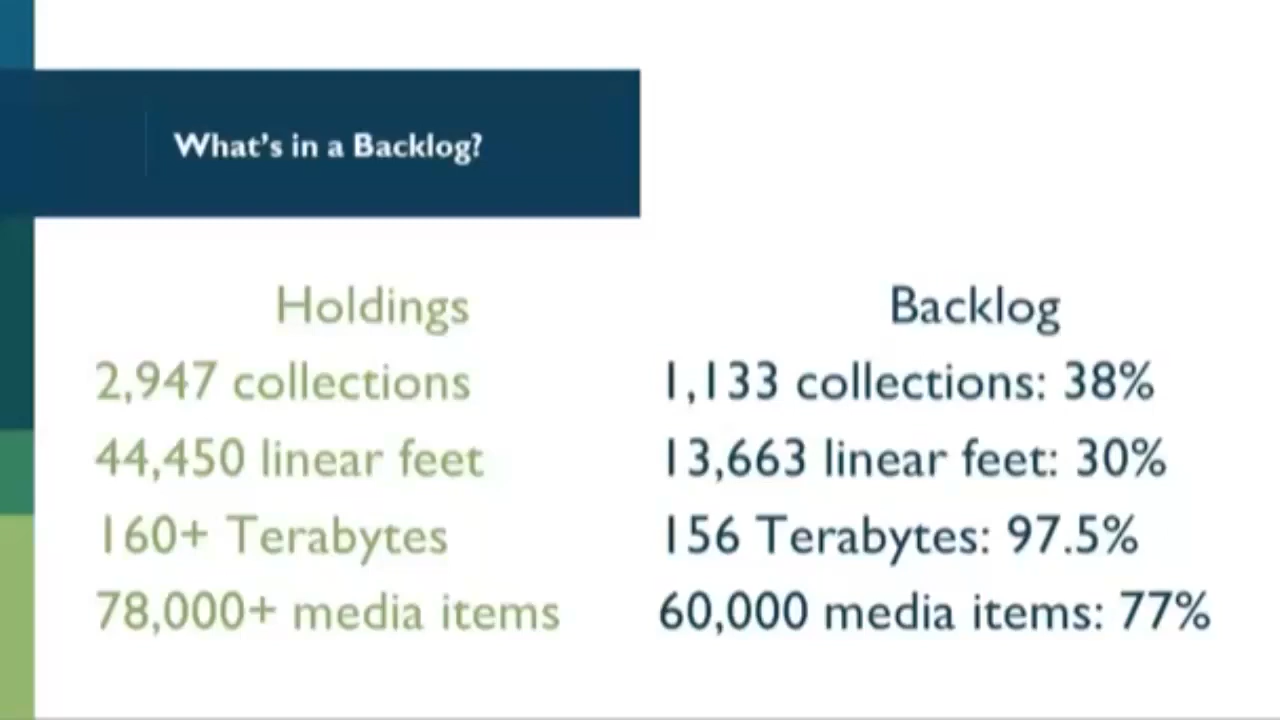 What's in a Backlog?
Holdings
2,947 collections
44,450 linear feet
160+ Terabytes
78,000+ media items
Backlog
1,133 collections: 38%
13,663 linear feet: 30%
156 Terabytes: 97.5%
60,000 media items: 77%